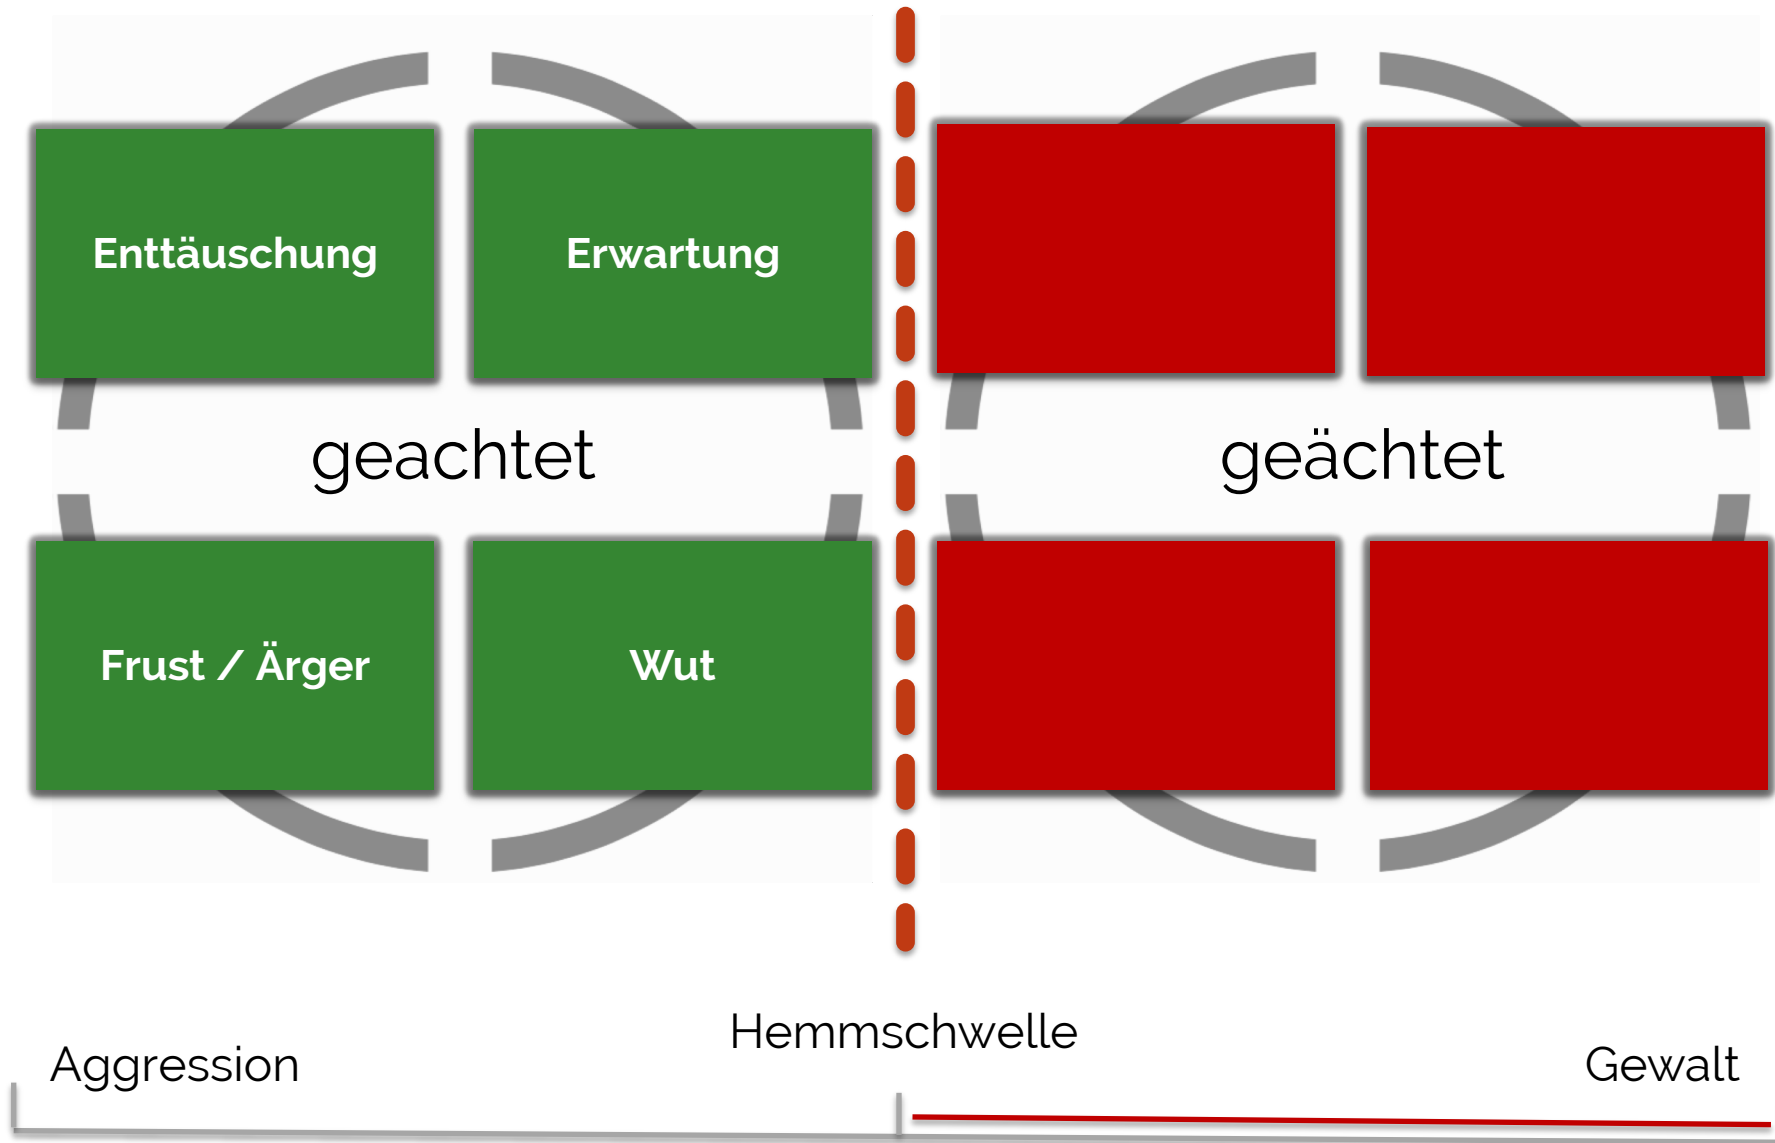 Enttäuschung
Erwartung
geachtet
geächtet
Frust / Ärger
Wut
Hemmschwelle
Aggression
Gewalt